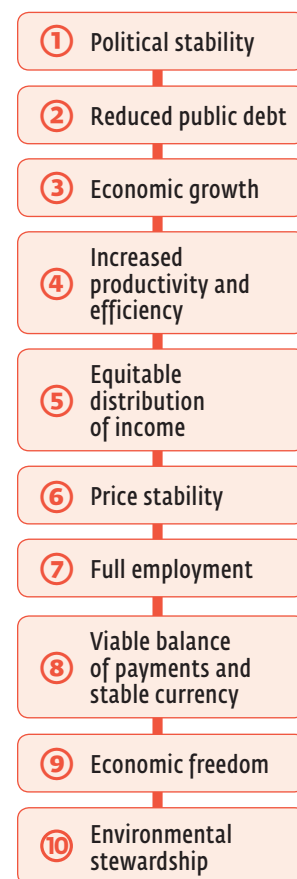 1 Political stability
2 Reduced public debt
3 Economic growth
Increased
4 productivity and
efficiency
Equitable
5 distribution
of income
6 Price stability
7 Full employment
Viable balance
8 of payments and
stable currency
9 Economic freedom
10 Environmental
stewardship